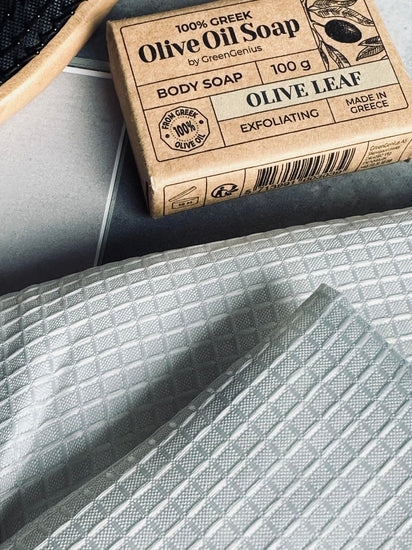 100% GREEK
Olive Oil Soap
by GreenGenius
BODY SOAP
100 g
OLIVE LEAF
EXFOLIATING
MADE IN
GREECE
FROM GREEK
100%
OLIVE OIL